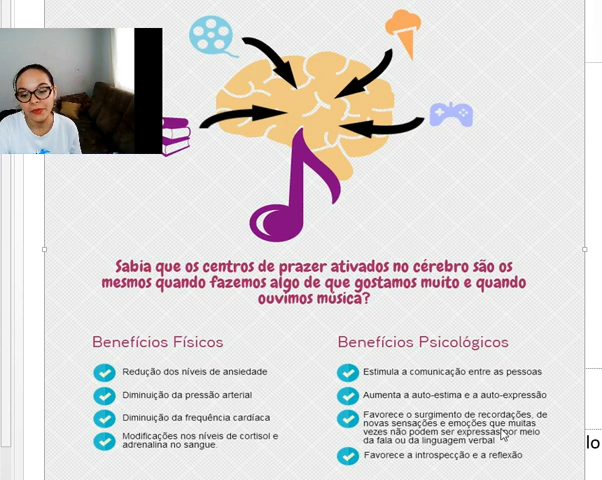 Sabia que os centros de prazer ativados no cérebro são os
mesmos quando fazemos algo de que gostamos muito e quando
ouvimos música?
Benefícios Físicos
Redução dos níveis de ansiedade
Diminuição da pressão arterial
Diminuição da frequência cardíaca
Modificações nos níveis de cortisol e
adrenalina no sangue.
Benefícios Psicológicos
Estimula a comunicação entre as pessoas
Aumenta a auto-estima e a auto-expressão
Favorece o surgimento de recordações, de
novas sensações e emoções que muitas
vezes não podem ser expressas por meio
da fala ou da linguagem verbal
Favorece a introspecção e a reflexão
lo